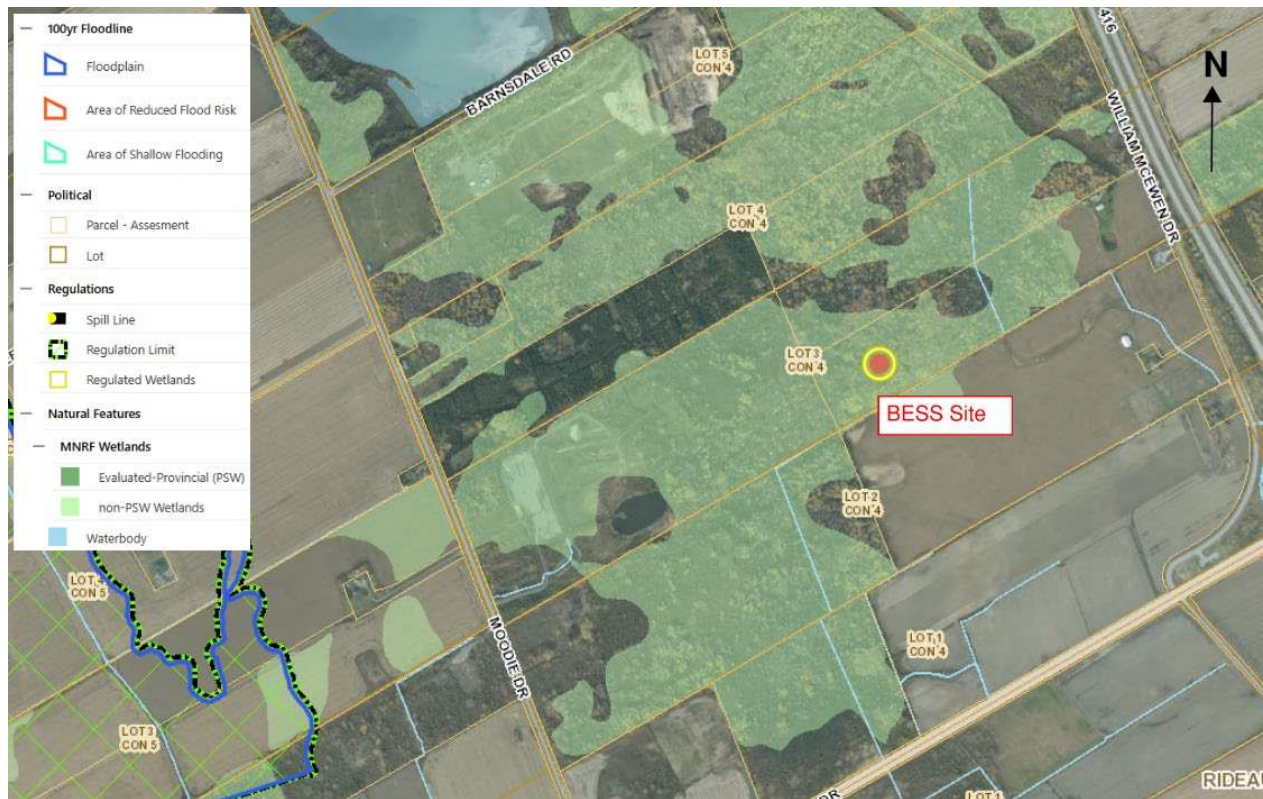 100yr Floodline
Floodplain
Area of Reduced Flood Risk
Area of Shallow Flooding
Political
Parcel - Assesment
Lot
Regulations
Spill Line
Regulation Limit
Regulated Wetlands
Natural Features
MNRF Wetlands
Evaluated-Provincial (PSW)
non-PSW Wetlands
Waterbody
BARNSDALE RD
LOT 5
CON 4
416
N
WILLIAM MCEWEN DR
LOT 4
CON 4
LOT 3
CON 4
BESS Site
LOT 2
CON 4
LOT 4
CON 5
MOODIE DR
LOT 1
CON 4
LOT 3
CON 5
DR
LOT 1
RIDEAU